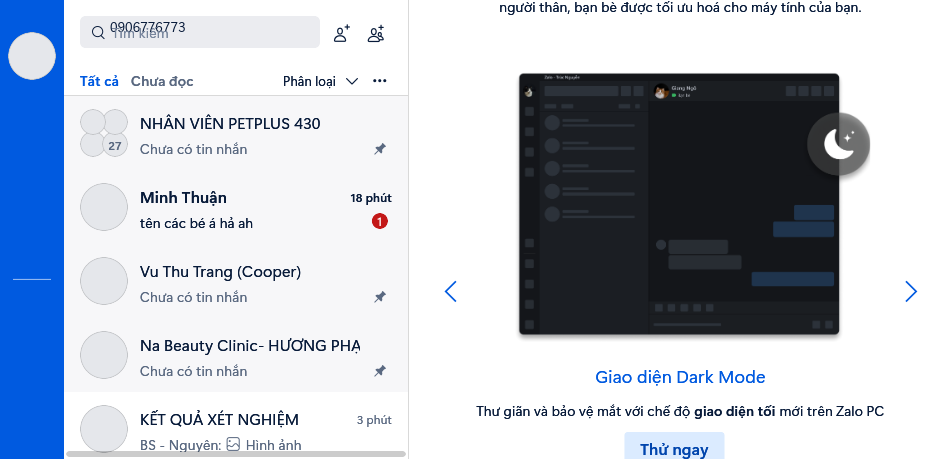 0906776773
Tìm kiếm
Tất cả Chưa đọc Phân loại
NHÂN VIÊN PETPLUS 430
27
Chưa có tin nhắn
Minh Thuận 18 phút
tên các bé á hả ah 1
Vu Thu Trang (Cooper)
Chưa có tin nhắn
Na Beauty Clinic- HƯƠNG PHẠ
Chưa có tin nhắn
KẾT QUẢ XÉT NGHIỆM 3 phút
BS - Nguyên: Hình ảnh
người thân, bạn bè được tối ưu hoá cho máy tính của bạn.
Giao diện Dark Mode
Thư giãn và bảo vệ mắt với chế độ giao diện tối mới trên Zalo PC
Thử ngay